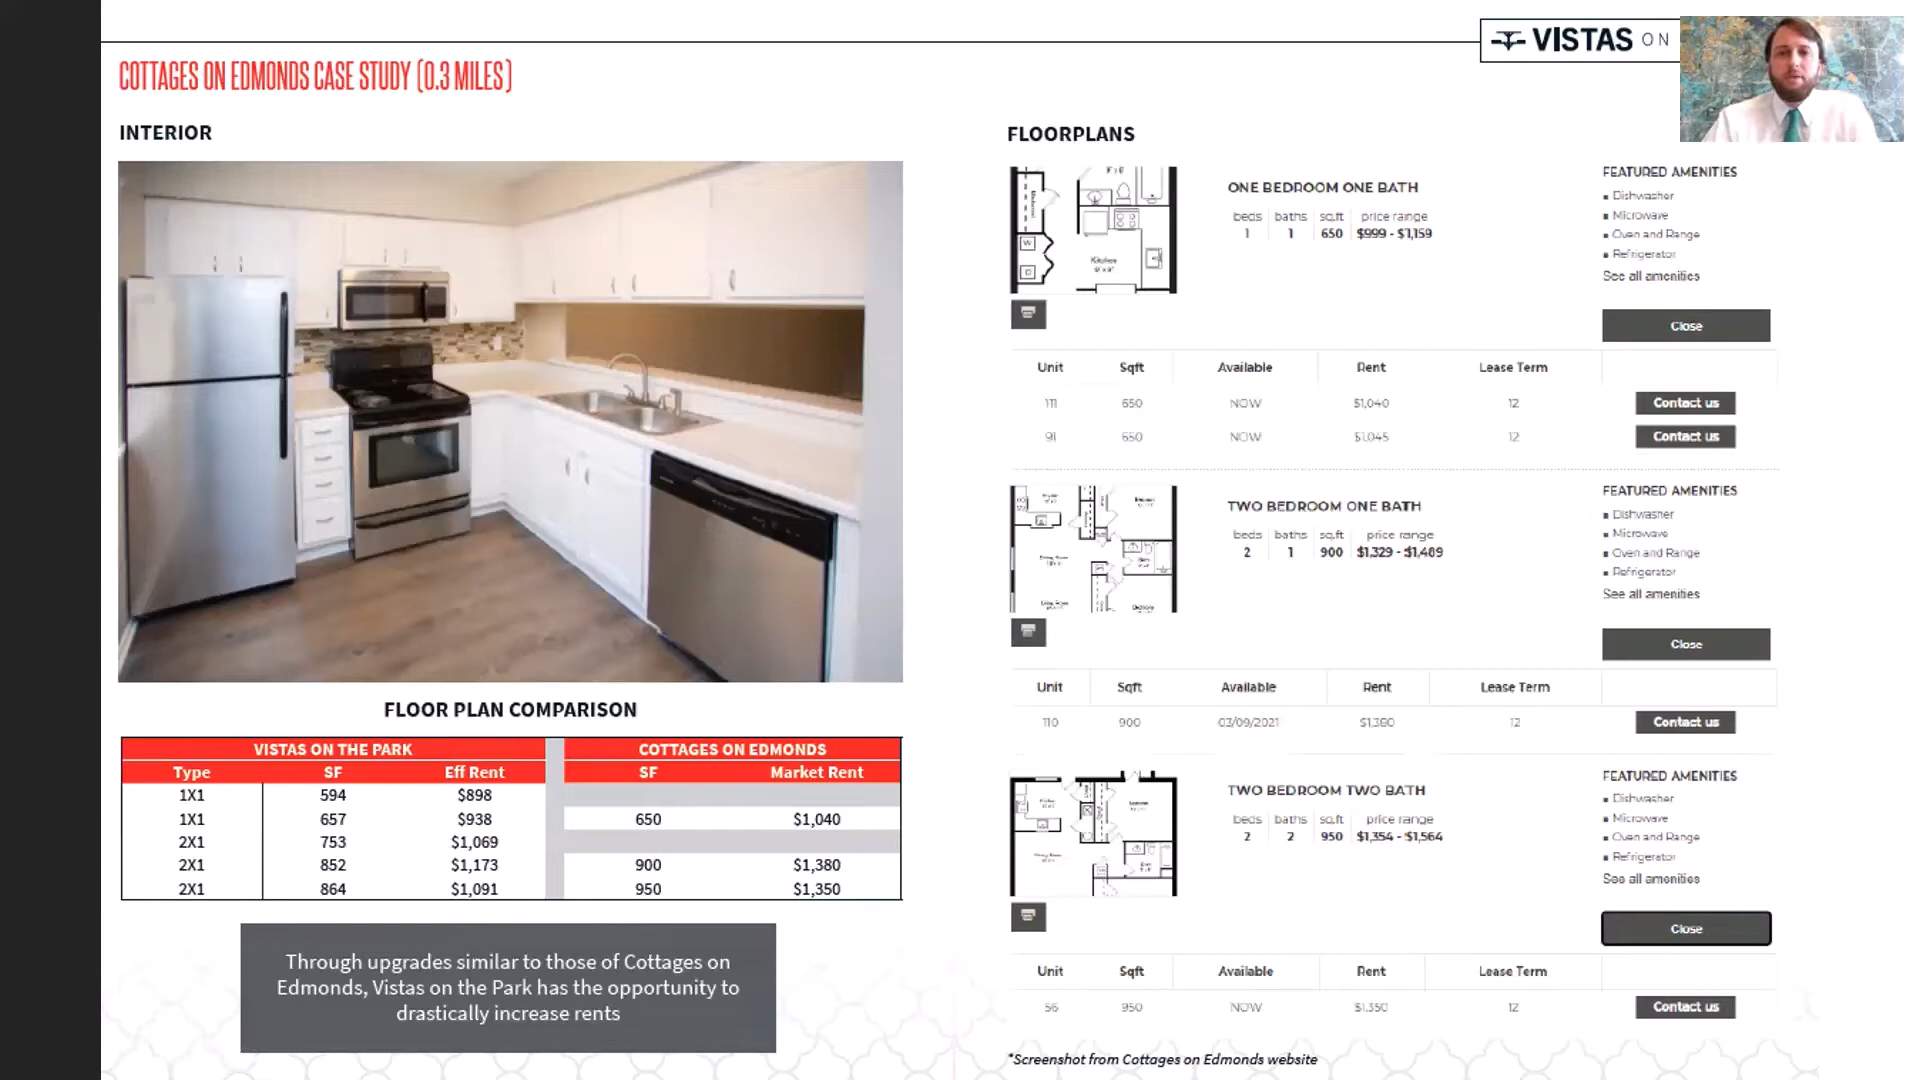 VISTAS ON
COTTAGES ON EDMONDS CASE STUDY (0.3 MILES)
INTERIOR
FLOOR PLAN COMPARISON
VISTAS ON THE PARK COTTAGES ON EDMONDS
Type SF Eff Rent SF Market Rent
1X1 594 $898
1X1 657 $938 650 $1,040
2X1 753 $1,069
2X1 852 $1,173 900 $1,380
2X1 864 $1,091 950 $1,350
Through upgrades similar to those of Cottages on
Edmonds, Vistas on the Park has the opportunity to
drastically increase rents
FLOORPLANS
Kitchen
W
D
ONE BEDROOM ONE BATH
beds baths sq.ft price range
1 1 650 $999 - $1,159
FEATURED AMENITIES
Dishwasher
Microwave
Oven and Range
Refrigerator
See all amenities
Close
Unit Sqft Available Rent Lease Term
111 650 NOW $1,040 12 Contact us
91 650 NOW $1,045 12 Contact us
TWO BEDROOM ONE BATH
beds baths sq.ft price range
2 1 900 $1,329 - $1,489
FEATURED AMENITIES
Dishwasher
Microwave
Oven and Range
Refrigerator
See all amenities
Close
Unit Sqft Available Rent Lease Term
110 900 03/09/2021 $1,380 12 Contact us
TWO BEDROOM TWO BATH
beds baths sq.ft price range
2 2 950 $1,354 - $1,564
FEATURED AMENITIES
Dishwasher
Microwave
Oven and Range
Refrigerator
See all amenities
Close
Unit Sqft Available Rent Lease Term
56 950 NOW $1,350 12 Contact us
*Screenshot from Cottages on Edmonds website